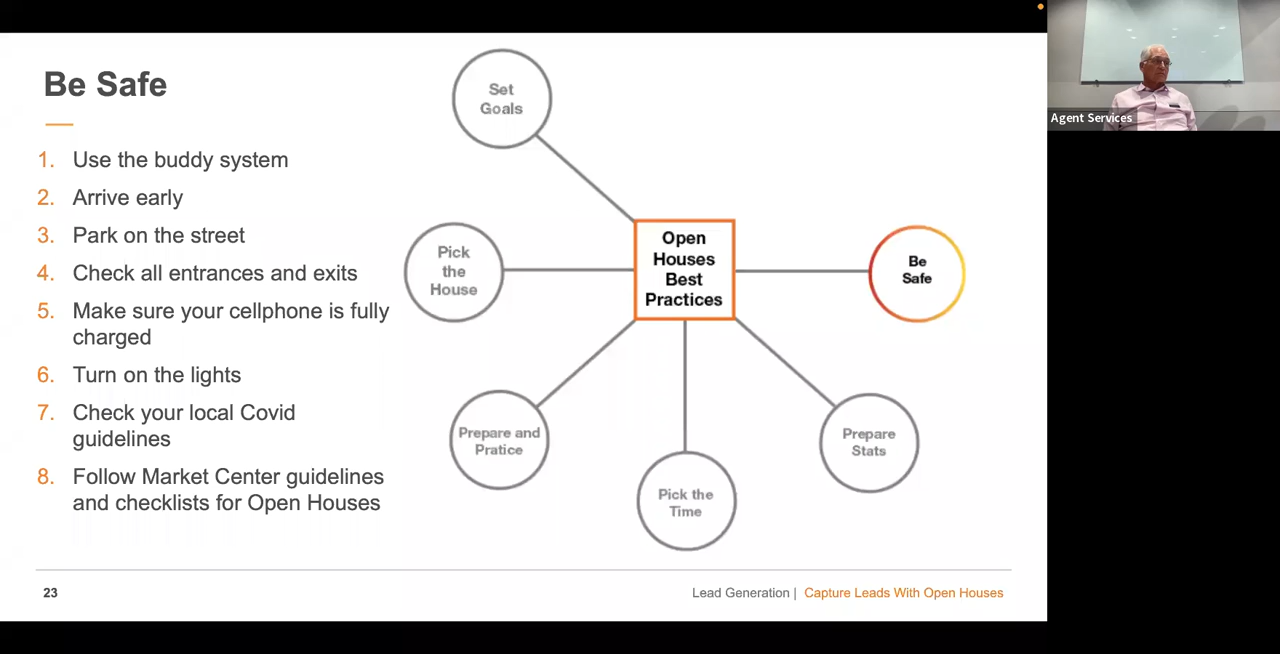 Be Safe
1. Use the buddy system
2. Arrive early
3. Park on the street
4. Check all entrances and exits
5. Make sure your cellphone is fully
charged
6. Turn on the lights
7. Check your local Covid
guidelines
8. Follow Market Center guidelines
and checklists for Open Houses
Set
Goals
Pick
the
House
Open
Houses
Best
Practices
Be
Safe
Prepare and
Pratice
Pick the
Time
Prepare
Stats
23
Lead Generation | Capture Leads With Open Houses
Agent Services